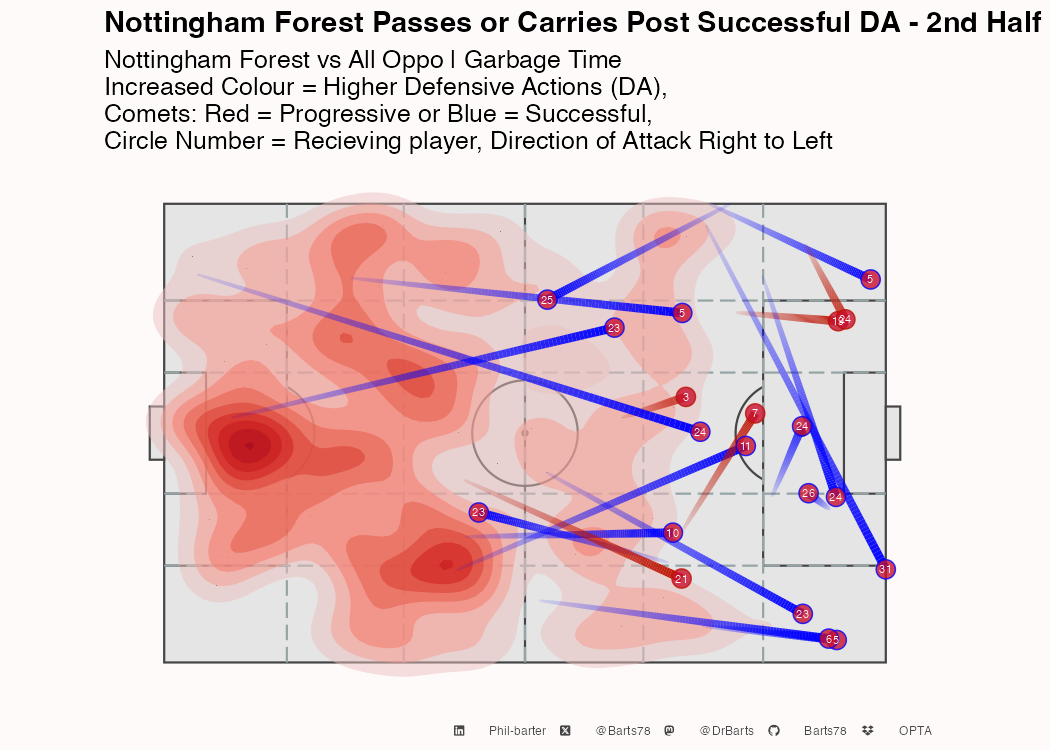 Nottingham Forest Passes or Carries Post Successful DA - 2nd Half
Nottingham Forest vs All Oppo | Garbage Time
Increased Colour = Higher Defensive Actions (DA),
Comets: Red = Progressive or Blue = Successful,
Circle Number = Recieving player, Direction of Attack Right to Left
5
25
5
24
23
3
7
24
11
24
26
24
23
10
31
21
23
Phil-barter @Barts78 @DrBarts Barts78 OPTA